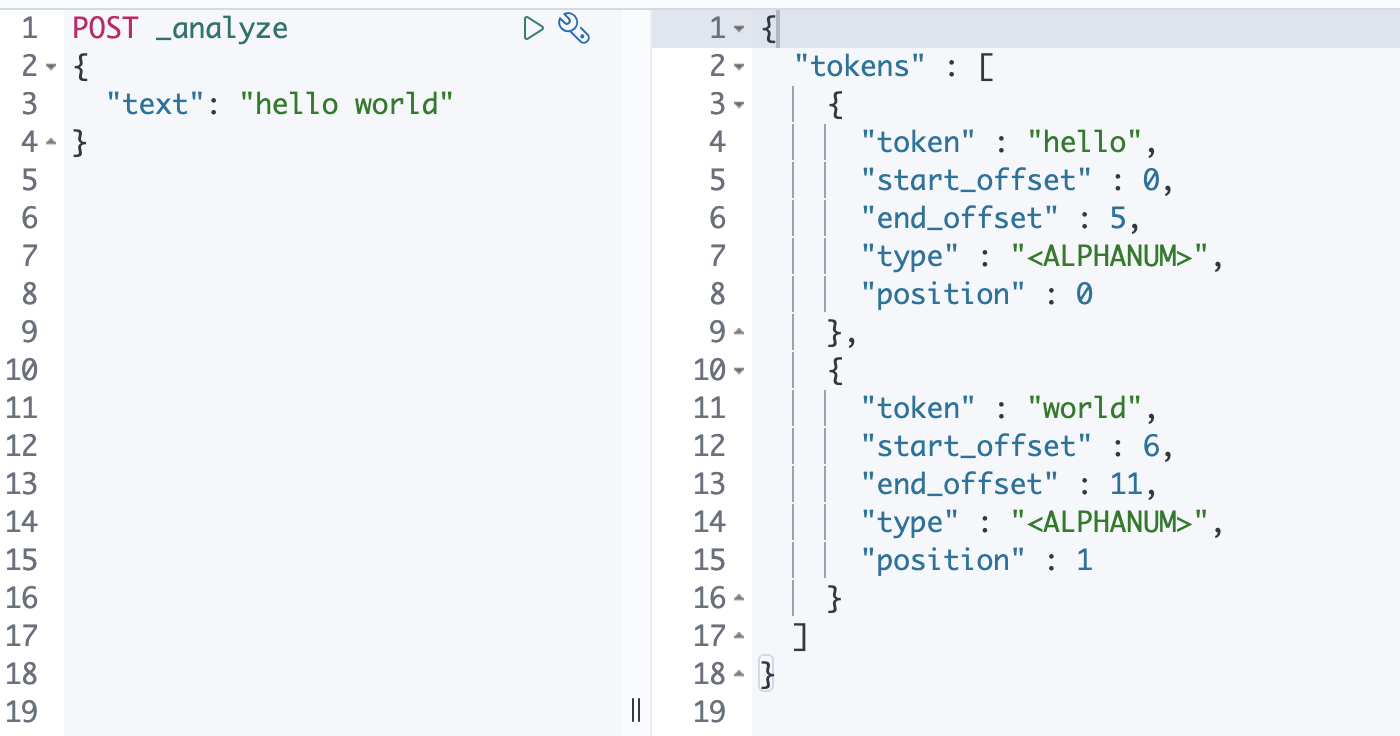 1 POST _analyze
2 {
3 "text": "hello world"
4 }
5
6
7
8
9
10
11
12
13
14
15
16
17
18
19
1 {
2 "tokens" : [
3 {
4 "token" : "hello",
5 "start_offset" : 0,
6 "end_offset" : 5,
7 "type" : "<ALPHANUM>",
8 "position" : 0
9 },
10 {
11 "token" : "world",
12 "start_offset" : 6,
13 "end_offset" : 11,
14 "type" : "<ALPHANUM>",
15 "position" : 1
16 }
17 ]
18 }
19